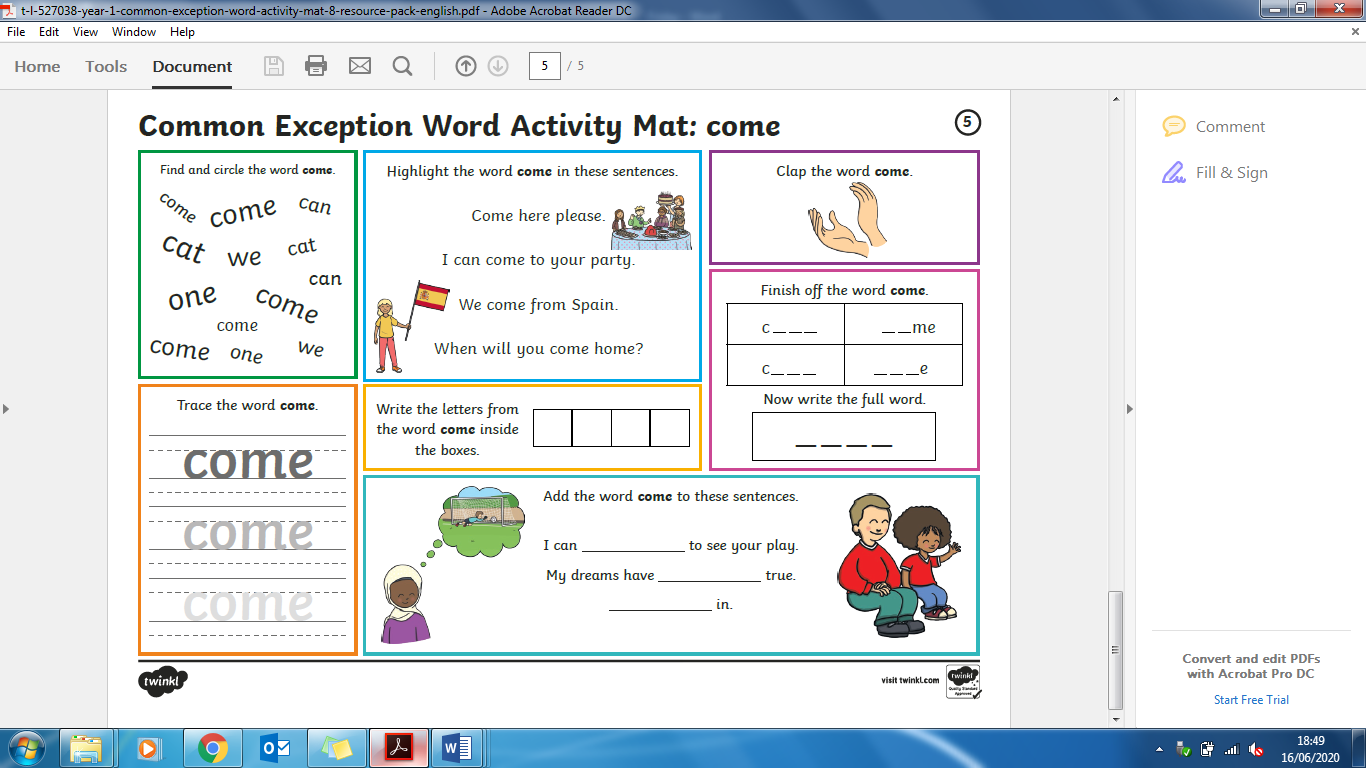 t-l-527038-year-1-common-exception-word-activity-mat-8-resource-pack-english.pdf - Adobe Acrobat Reader DC
File Edit View Window Help
Home Tools Document 5 / 5
Common Exception Word Activity Mat: come 5
Find and circle the word come.
come come can
cat we cat
can
one come
come
come one we
Highlight the word come in these sentences.
Come here please.
I can come to your party.
We come from Spain.
When will you come home?
Clap the word come.
Finish off the word come.
c _ _ _ _ _ me
c _ _ _ _ _ _ e
Now write the full word.
_ _ _ _
Trace the word come.
come
come
come
Write the letters from
the word come inside
the boxes.
Add the word come to these sentences.
I can _____________ to see your play.
My dreams have _____________ true.
_____________ in.
twinkl
visit twinkl.com
twinkl
Quality Standard
Approved
Comment
Fill & Sign
Convert and edit PDFs
with Acrobat Pro DC
Start Free Trial
18:49
16/06/2020